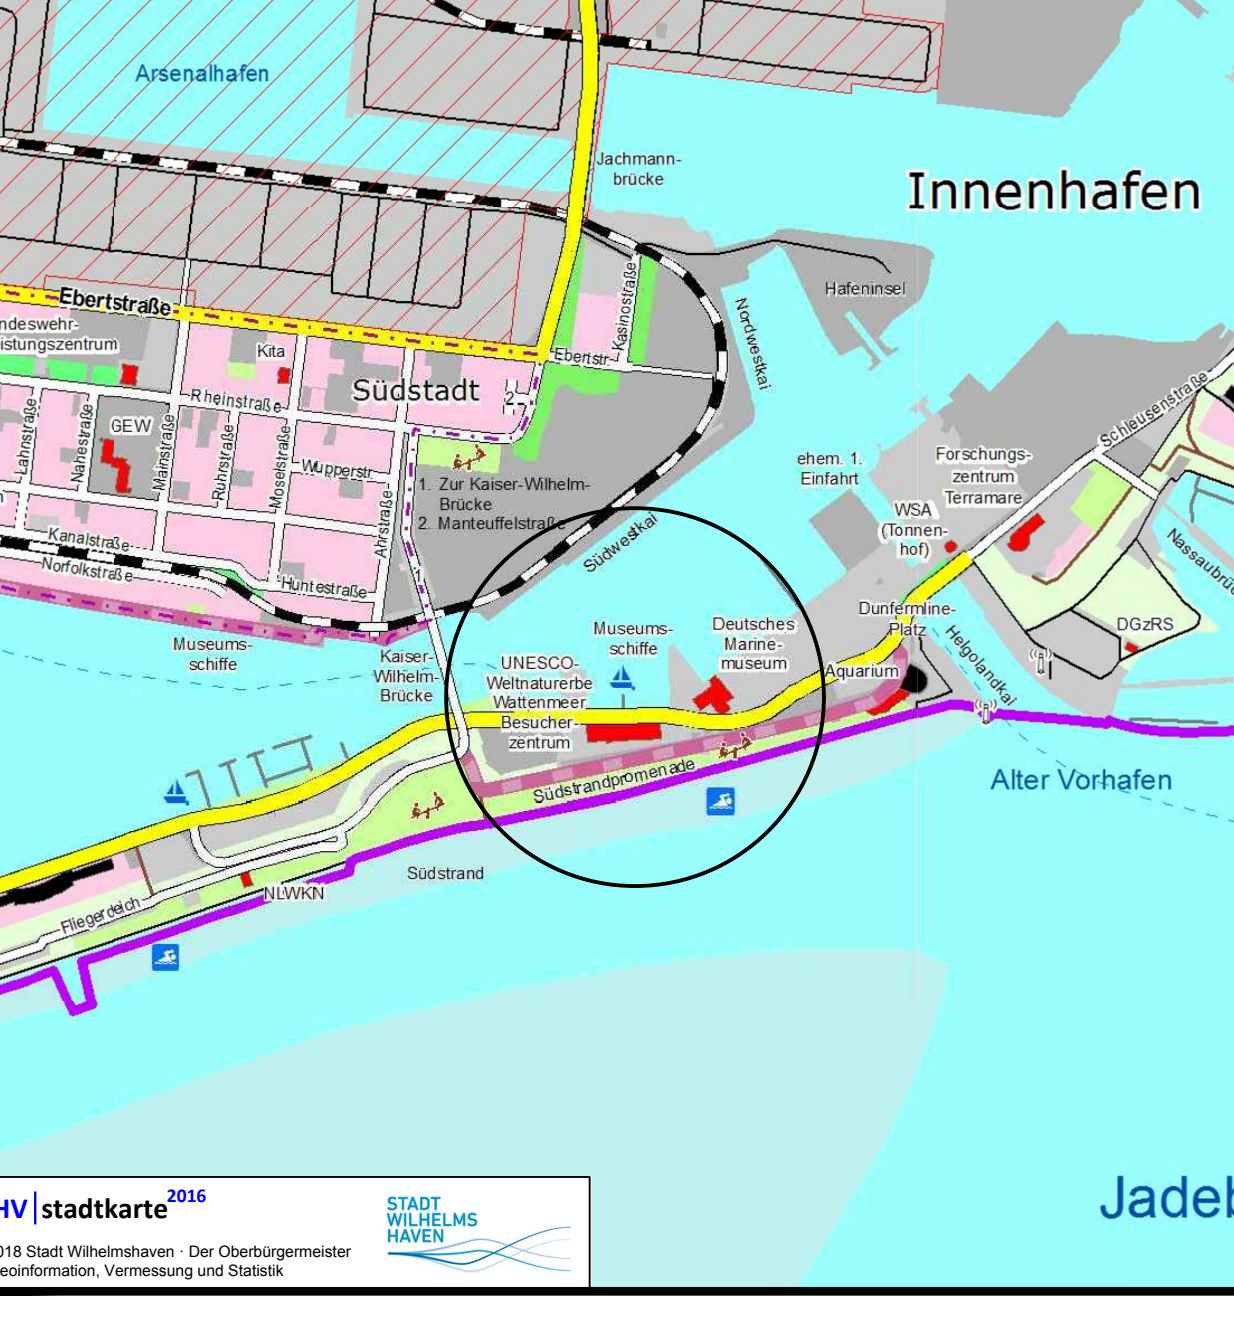 Arsenalhafen
Jachmann-
brücke
Innenhafen
Hafeninsel
Kainostraße
Nordwestkai
Ebertstraße
ndeswehr-
istungszentrum
Kita
Ebertstr.
Südstadt
2
Rheinstraße
GEW
Lahnstraße
Nahestraße
Mainstraße
Ruhrstraße
Moselstraße
Wupperstr.
Ahrstraße
1. Zur Kaiser-Wilhelm-
Brücke
2. Manteuffelstraße
Südwestkai
ehem. 1.
Einfahrt
Forschungs-
zentrum
Terramare
Schleusenstraße
WSA
(Tonnen-
hof)
Nassaubrü
Kanalstraße
Norfolkstraße
Huntestraße
Museums-
schiffe
Kaiser-
Wilhelm-
Brücke
UNESCO-
Weltnaturerbe
Wattenmeer
Besucher-
zentrum
Museums-
schiffe
Deutsches
Marine-
museum
Dunfermline-
Platz
Aquarium
Helgolandkai
DGzRS
Südstrandpromenade
Alter Vorhafen
Südstrand
NLWKN
Fliegerdeich
Jadeb
HV|stadtkarte2016
018 Stadt Wilhelmshaven · Der Oberbürgermeister
eoinformation, Vermessung und Statistik
STADT
WILHELMS
HAVEN